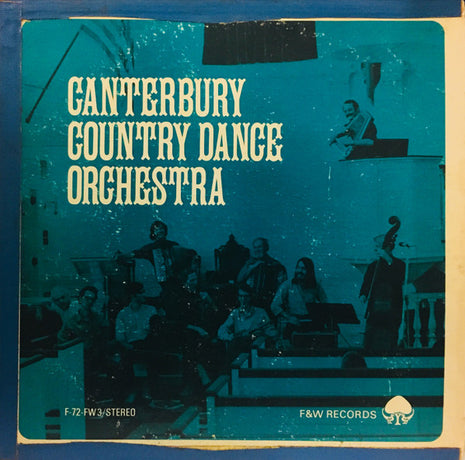 CANTERBURY
COUNTRY DANCE
ORCHESTRA
F-72-FW3/STEREO
F&W RECORDS